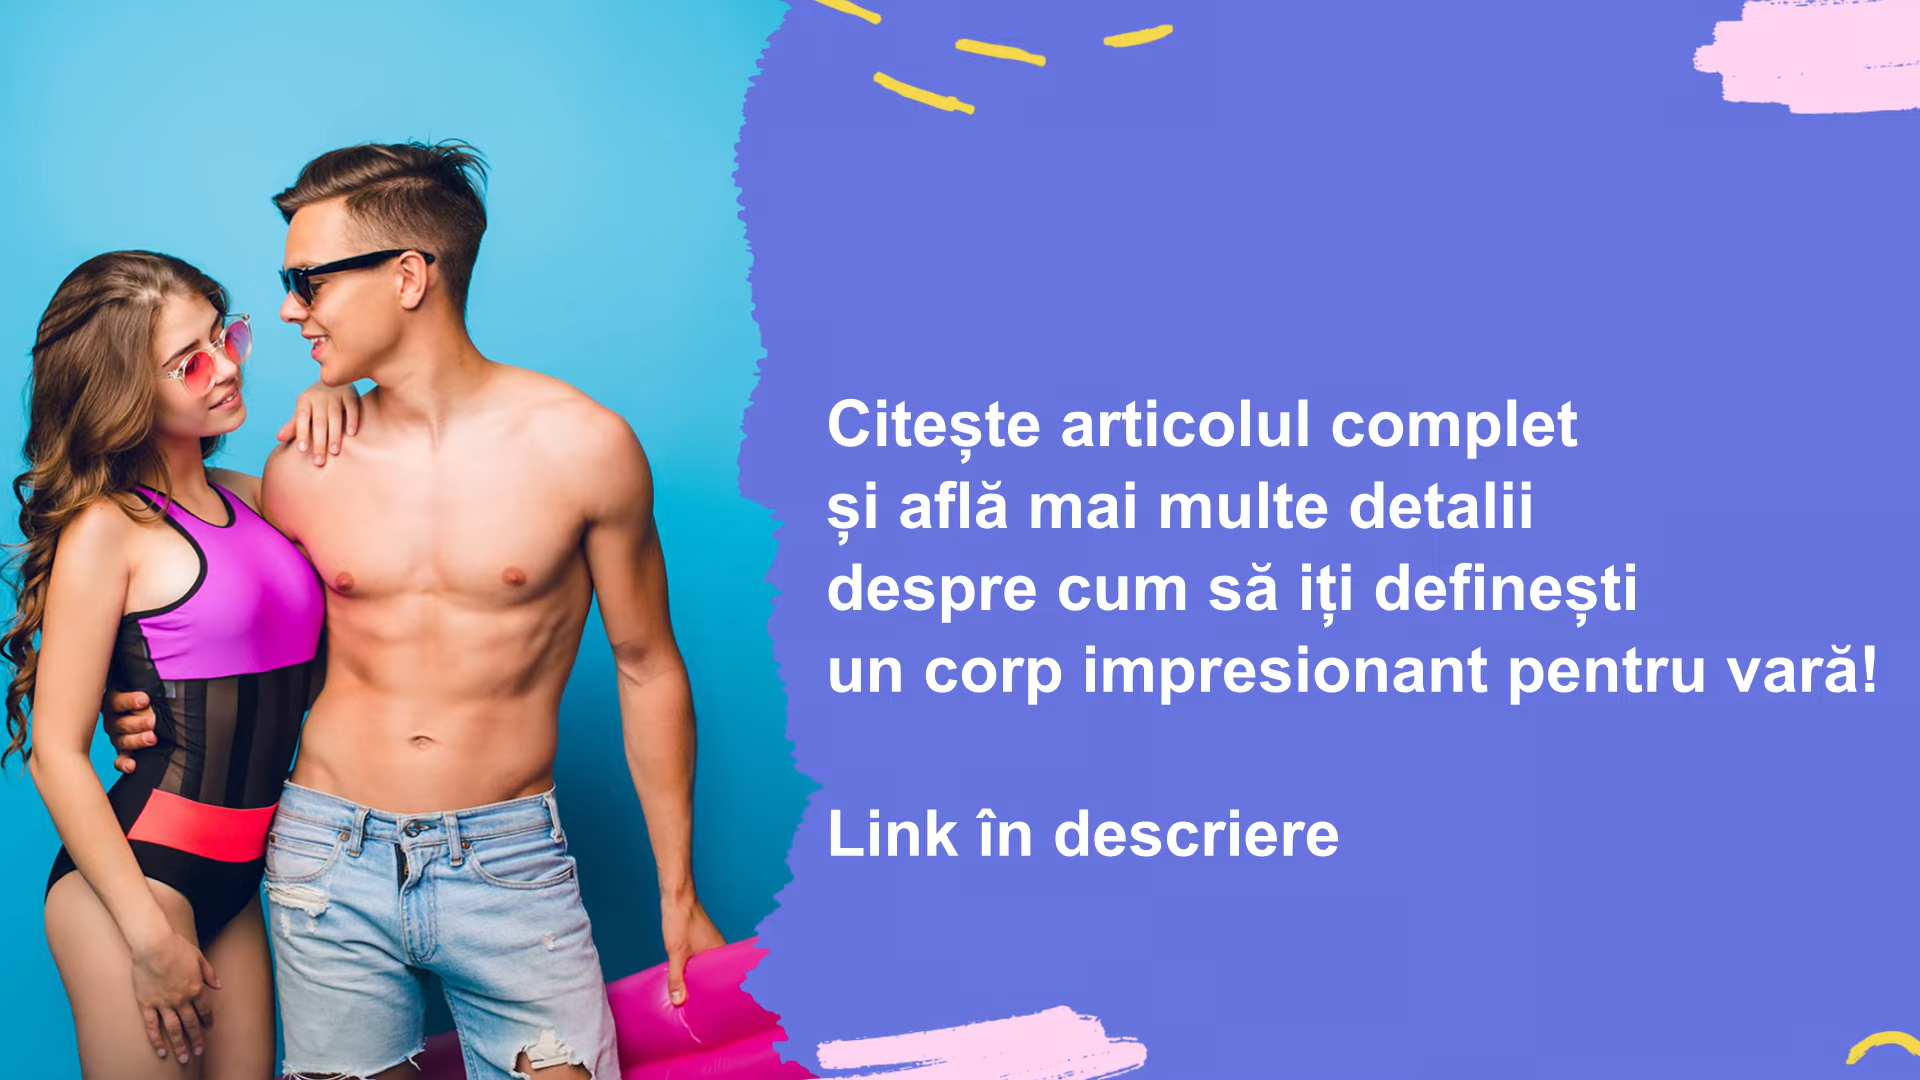 Citește articolul complet
și află mai multe detalii
despre cum să iți definești
un corp impresionant pentru vară!
Link în descriere